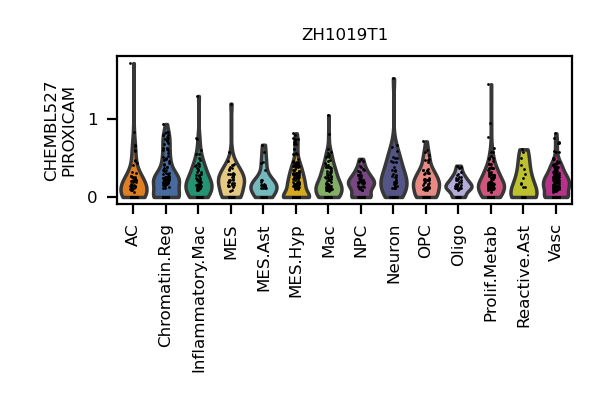 ZH1019T1
CHEMBL527
PIROXICAM
1
0
AC
Chromatin.Reg
Inflammatory.Mac
MES
MES.Ast
MES.Hyp
Mac
NPC
Neuron
OPC
Oligo
Prolif.Metab
Reactive.Ast
Vasc